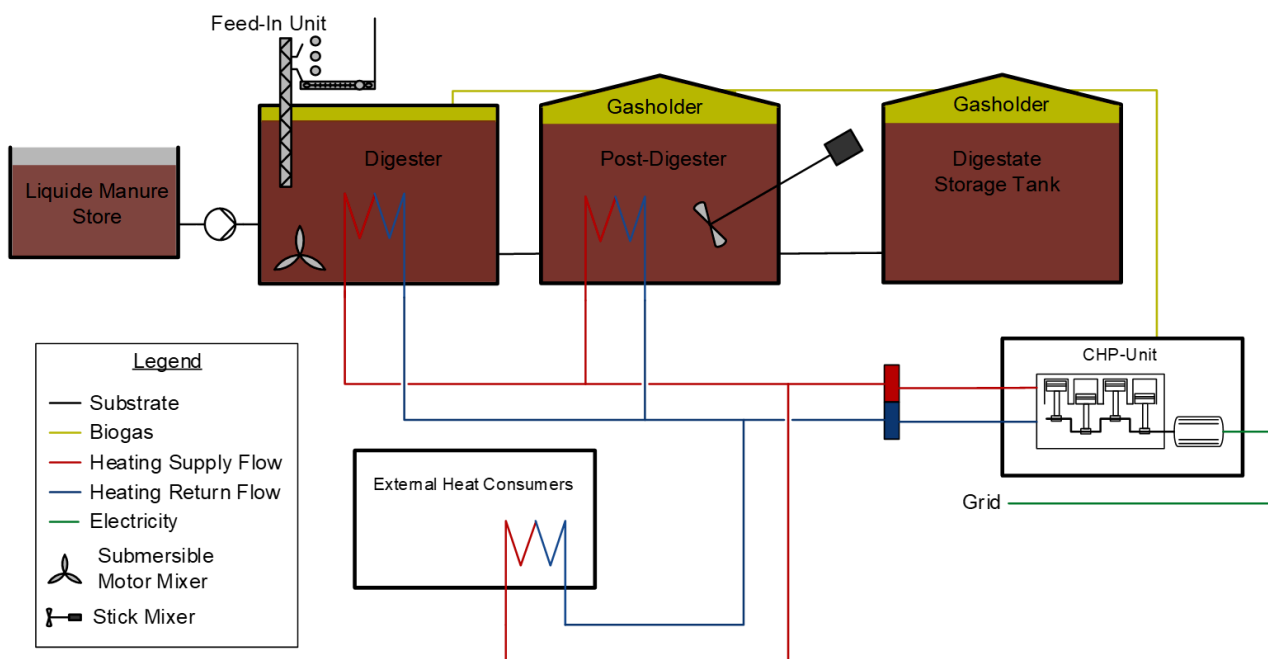 Feed-In Unit
Gasholder
Gasholder
Digester
Post-Digester
Digestate
Storage Tank
Liquide Manure
Store
Legend
Substrate
Biogas
Heating Supply Flow
Heating Return Flow
Electricity
Submersible
Motor Mixer
Stick Mixer
CHP-Unit
External Heat Consumers
Grid